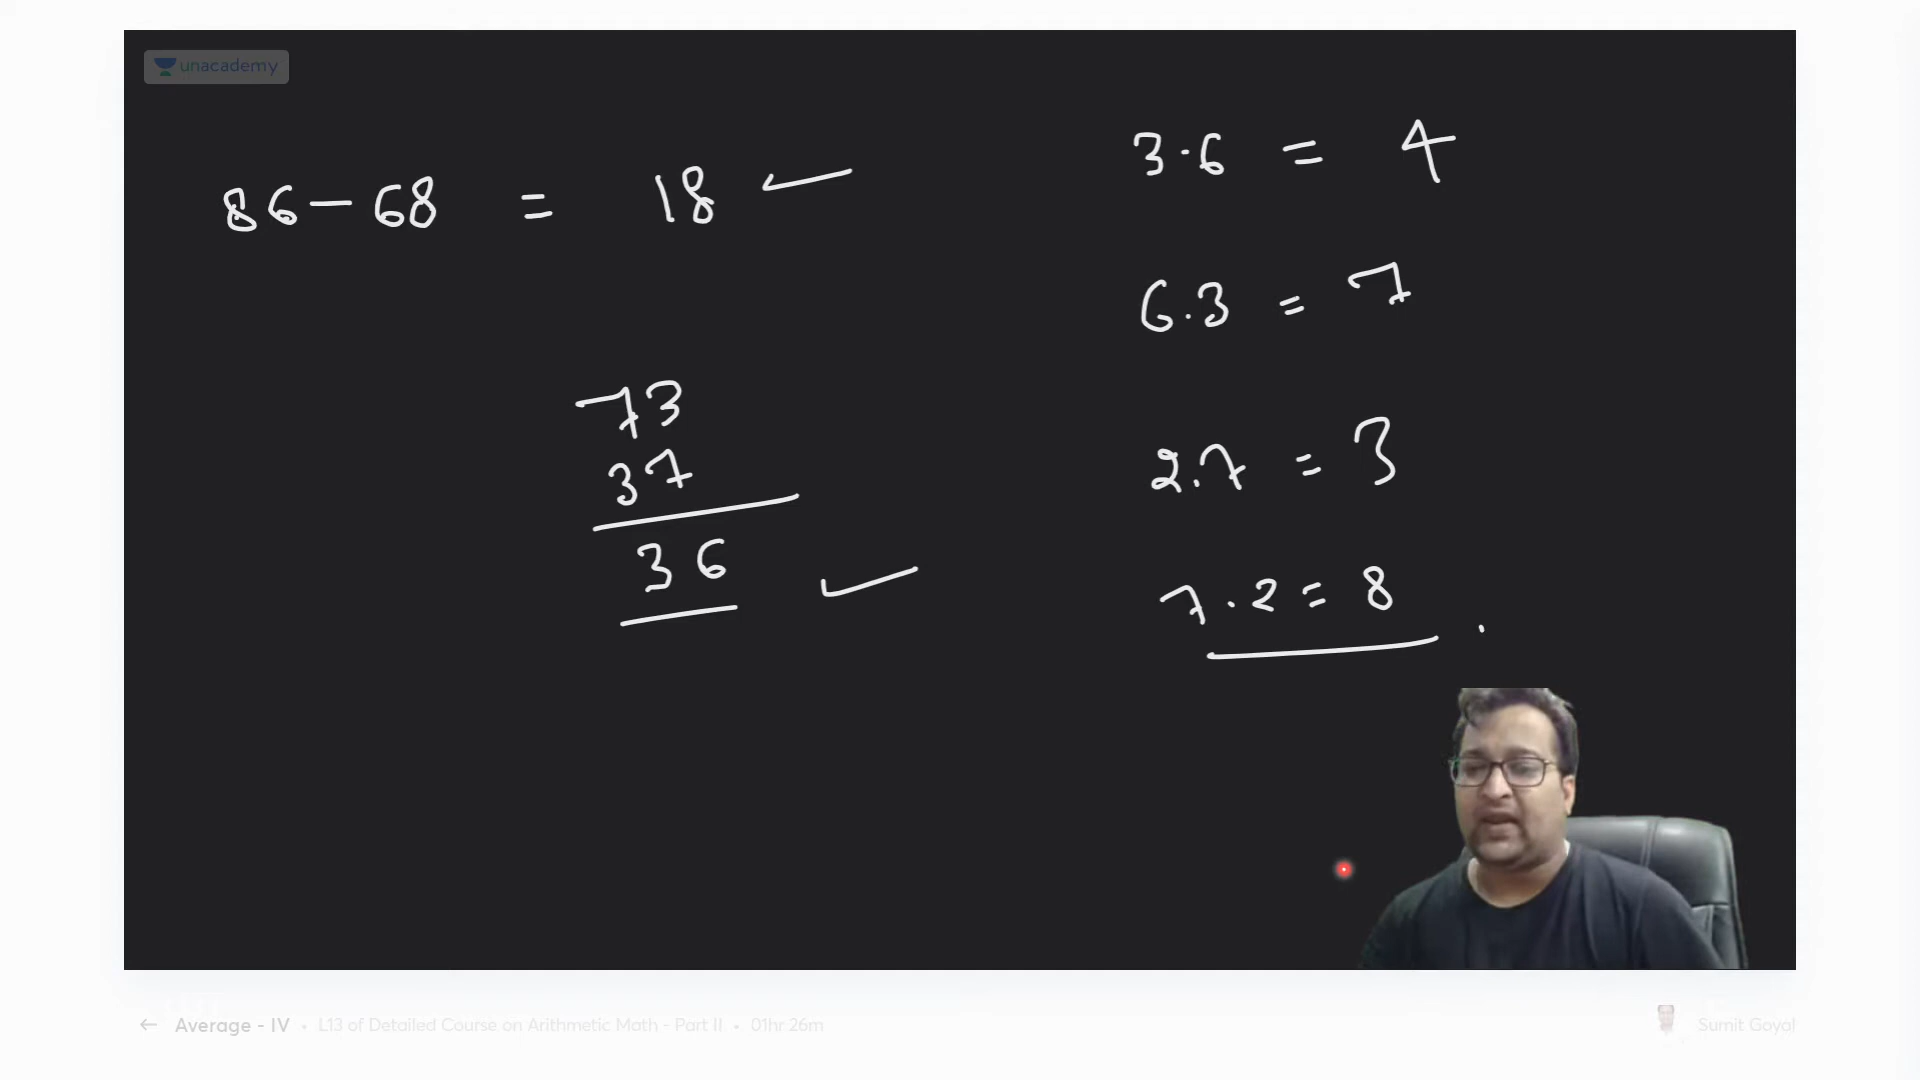 unacademy
86 - 68 = 18
73
37
36
3.6 = 4
6.3 = 7
2.7 = 3
7.2 = 8
Average - IV • L13 of Detailed Course on Arithmetic Math - Part II • 01hr 26m
Sumit Goyal